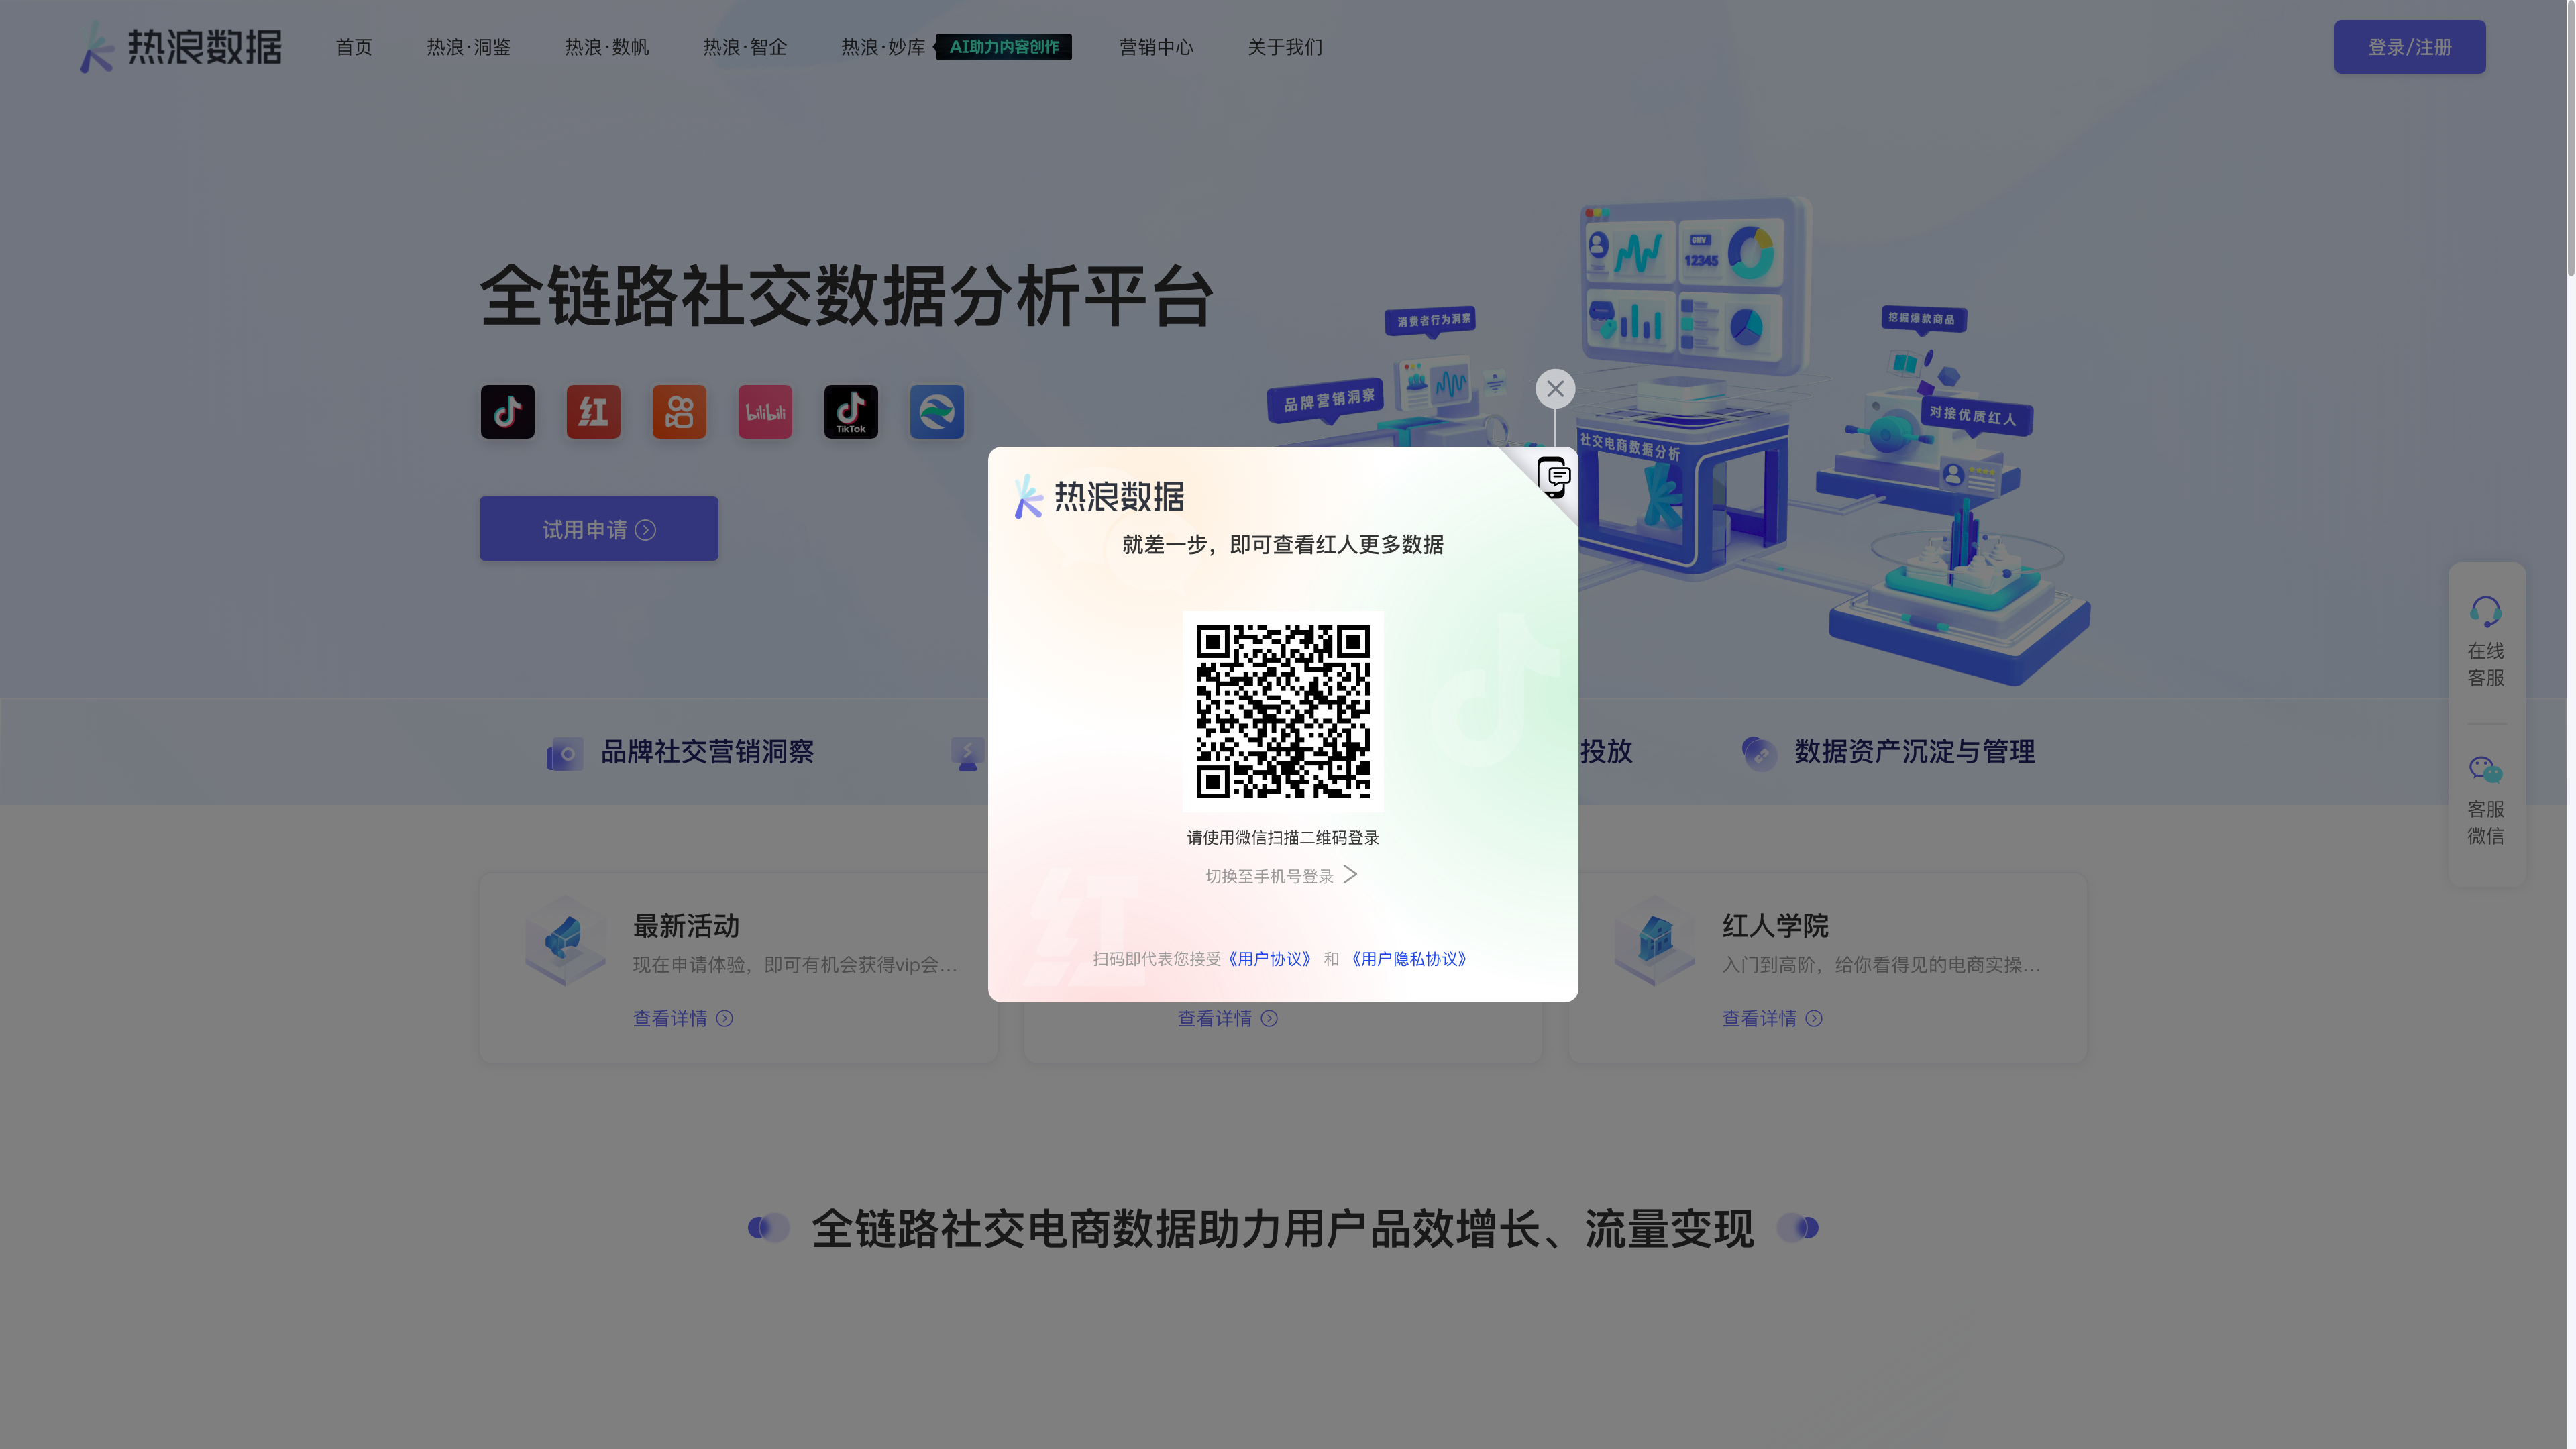 热浪数据
首页
热浪·洞鉴
热浪·数帆
热浪·智企
热浪·妙库
AI助力内容创作
营销中心
关于我们
登录/注册
全链路社交数据分析平台
红
bilibili
TikTok
试用申请
GMV
12345
消费者行为洞察
挖掘爆款商品
品牌营销洞察
对接优质红人
社交电商数据分析
热浪数据
就差一步，即可查看红人更多数据
请使用微信扫描二维码登录
切换至手机号登录
红
扫码即代表您接受《用户协议》 和 《用户隐私协议》
在线
客服
客服
微信
品牌社交营销洞察
投放
数据资产沉淀与管理
最新活动
现在申请体验，即可有机会获得vip会...
查看详情
查看详情
红人学院
入门到高阶，给你看得见的电商实操...
查看详情
全链路社交电商数据助力用户品效增长、流量变现